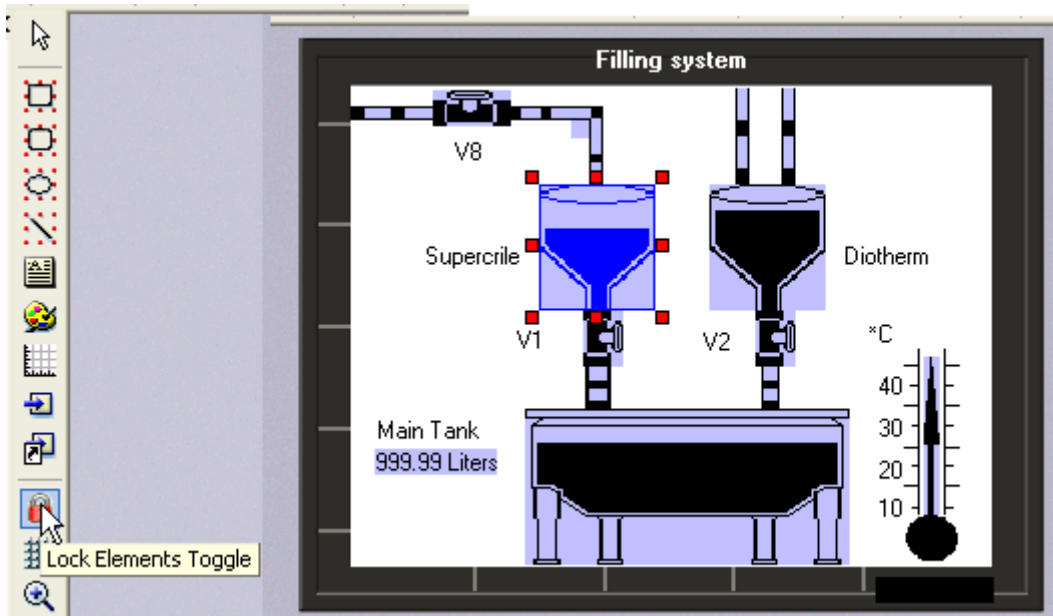 Filling system
V8
Supercrile
Diotherm
V1
V2
°C
40
30
20
10
Main Tank
999.99 Liters
Lock Elements Toggle